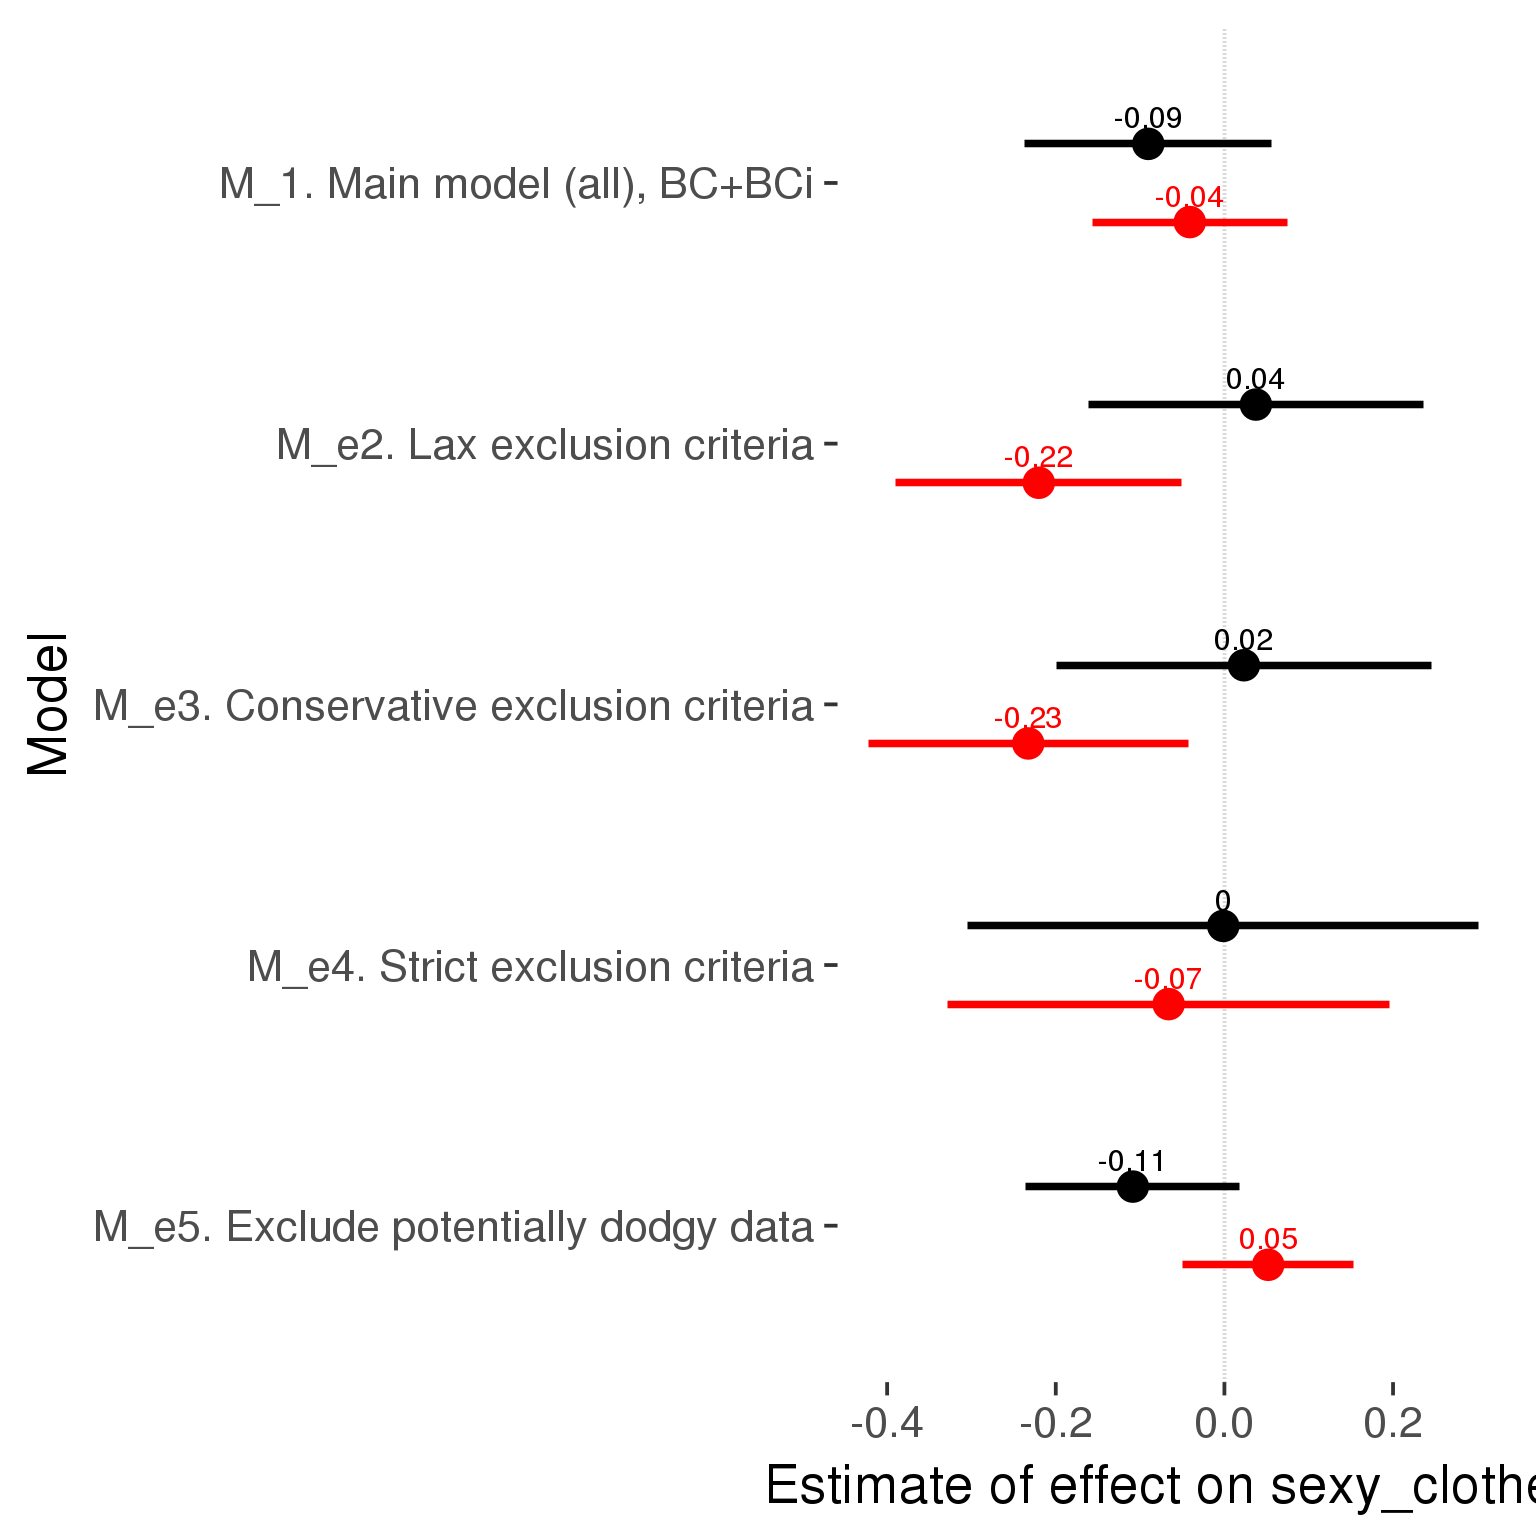 -0.09
M_1. Main model (all), BC+BCi
-0.04
0.04
M_e2. Lax exclusion criteria
-0.22
0.02
Model
M_e3. Conservative exclusion criteria
-0.23
0
M_e4. Strict exclusion criteria
-0.07
-0.11
M_e5. Exclude potentially dodgy data
0.05
-0.4 -0.2 0.0 0.2
Estimate of effect on sexy_clothe